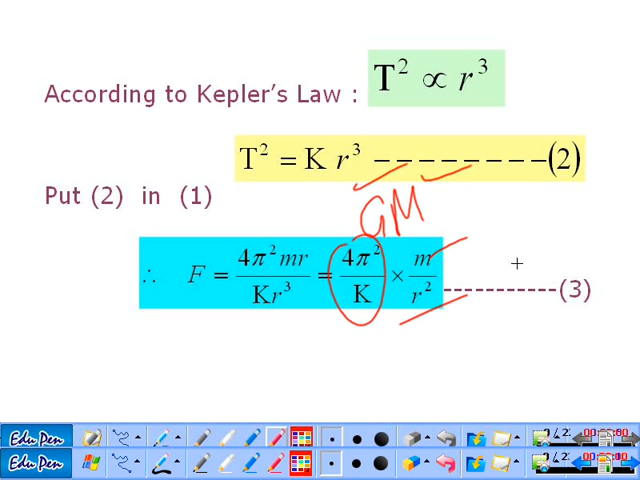 According to Kepler's Law : T² ∝ r³
T² = K r³ ---------(2)
Put (2) in (1)
GM
∴ F = 4π²mr / Kr³ = 4π² / K × m / r² -----------(3)
Edu Pen
Edu Pen